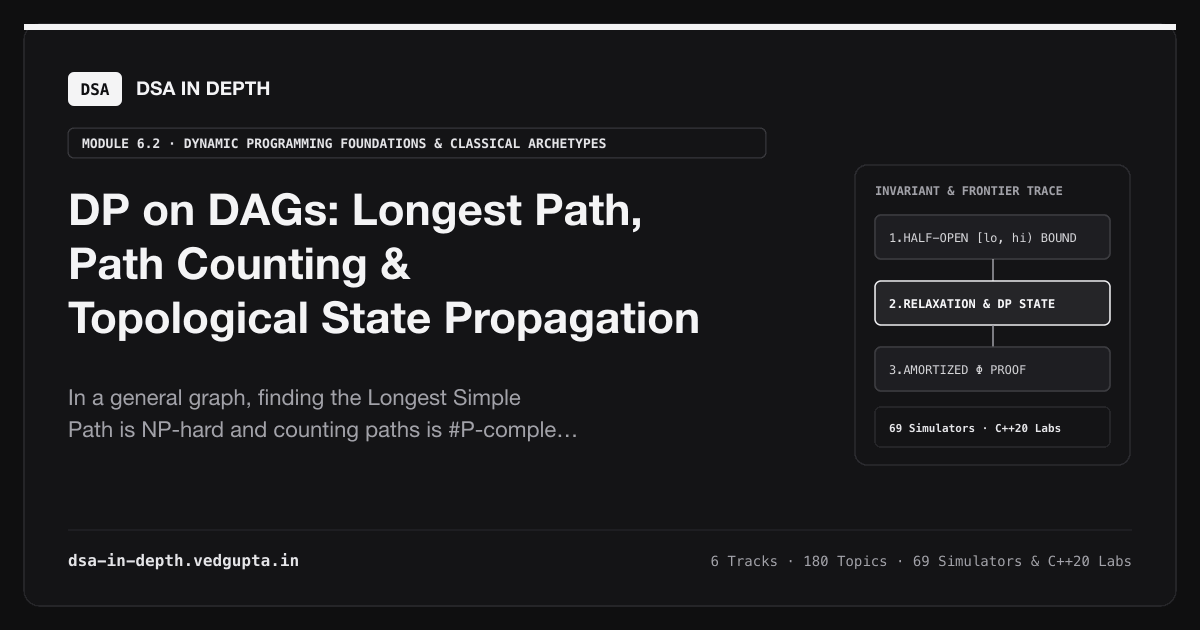 DSA
DSA IN DEPTH
MODULE 6.2 · DYNAMIC PROGRAMMING FOUNDATIONS & CLASSICAL ARCHETYPES
DP on DAGs: Longest Path,
Path Counting &
Topological State Propagation
In a general graph, finding the Longest Simple
Path is NP-hard and counting paths is #P-comple…
INVARIANT & FRONTIER TRACE
1.HALF-OPEN [lo, hi) BOUND
2.RELAXATION & DP STATE
3.AMORTIZED Φ PROOF
69 Simulators · C++20 Labs
dsa-in-depth.vedgupta.in
6 Tracks · 180 Topics · 69 Simulators & C++20 Labs